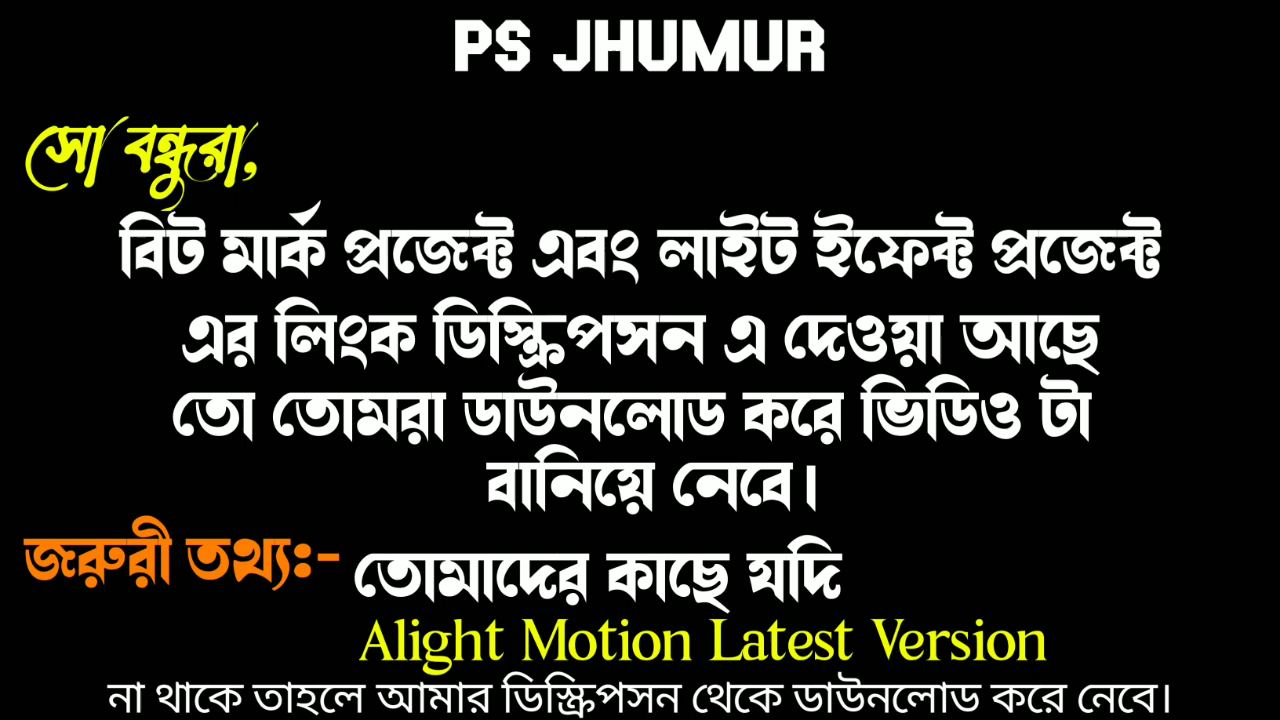 PS JHUMUR
সো বন্ধুরা,
বিট মার্ক প্রজেক্ট এবং লাইট ইফেক্ট প্রজেক্ট
এর লিংক ডিস্ক্রিপসন এ দেওয়া আছে
তো তোমরা ডাউনলোড করে ভিডিও টা
বানিয়ে নেবে।
জরুরী তথ্যঃ- তোমাদের কাছে যদি
Alight Motion Latest Version
না থাকে তাহলে আমার ডিস্ক্রিপসন থেকে ডাউনলোড করে নেবে।